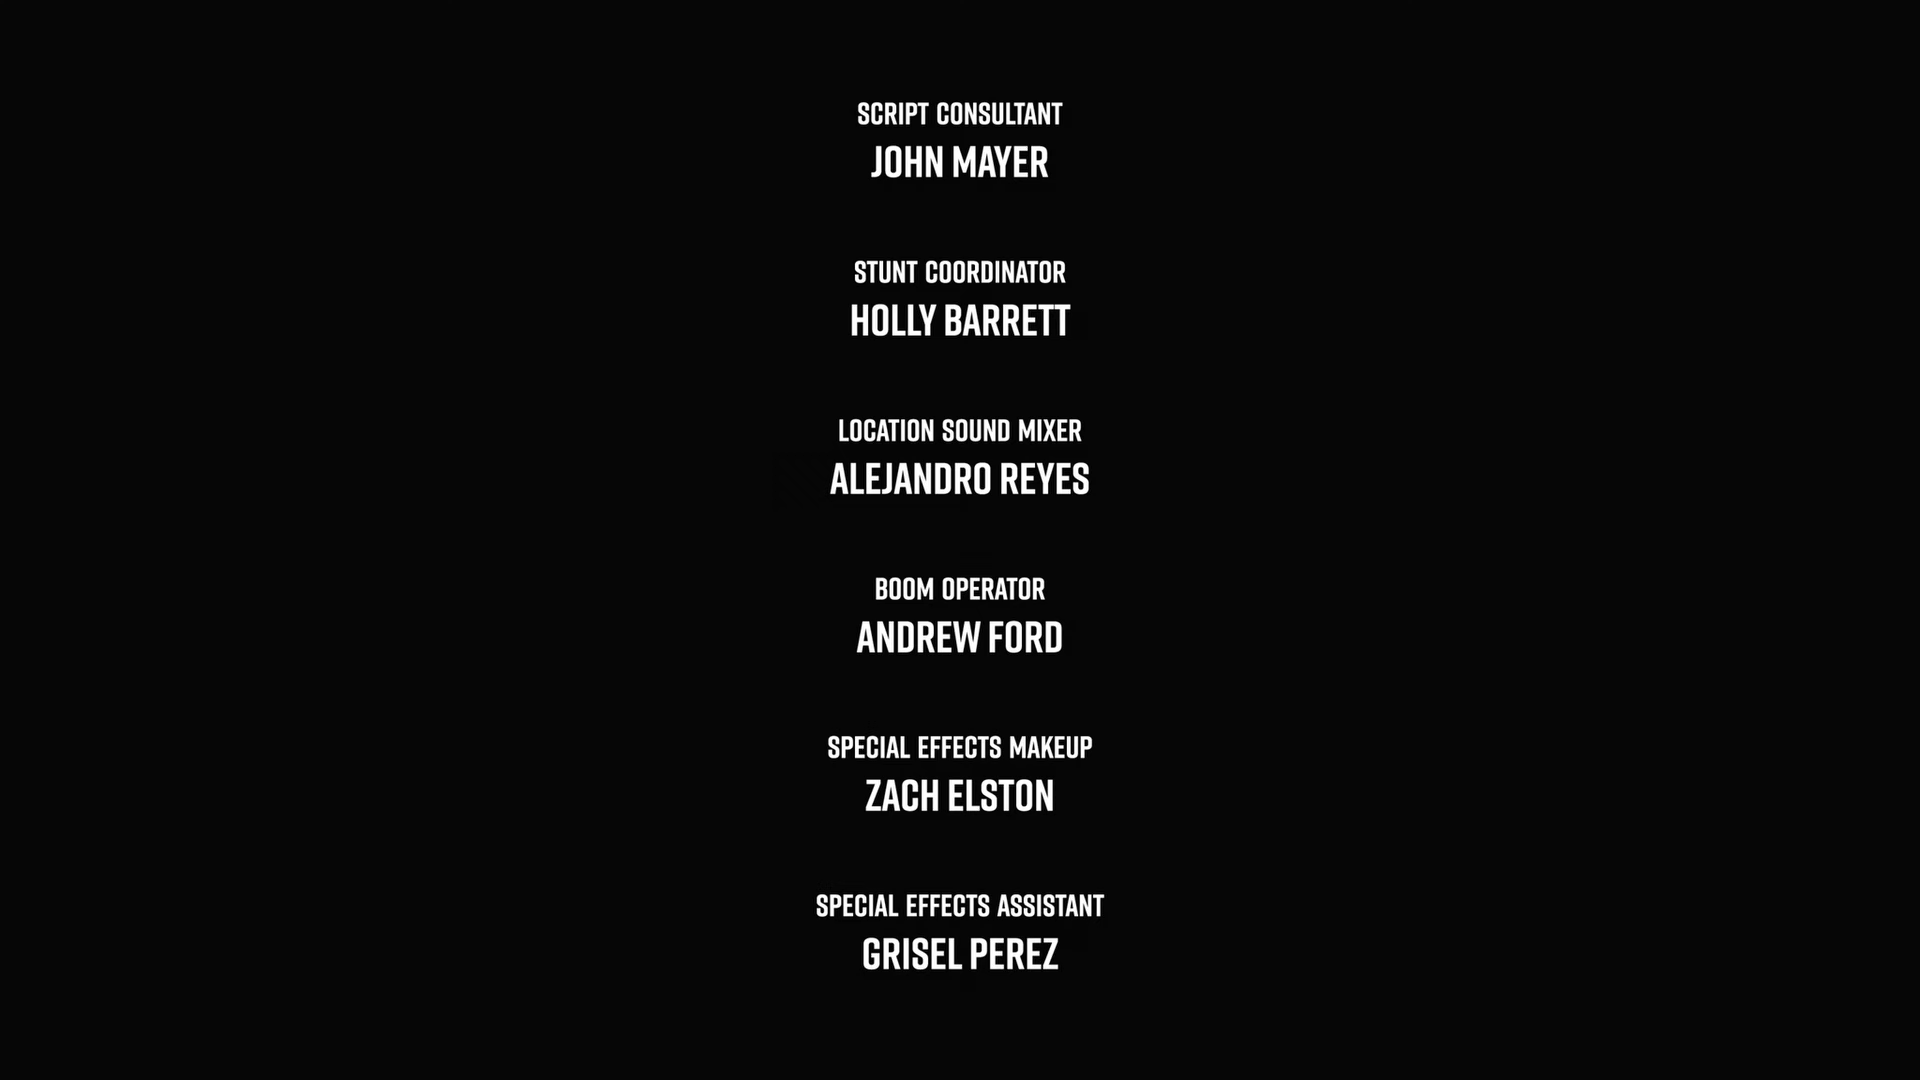 SCRIPT CONSULTANT
JOHN MAYER
STUNT COORDINATOR
HOLLY BARRETT
LOCATION SOUND MIXER
ALEJANDRO REYES
BOOM OPERATOR
ANDREW FORD
SPECIAL EFFECTS MAKEUP
ZACH ELSTON
SPECIAL EFFECTS ASSISTANT
GRISEL PEREZ